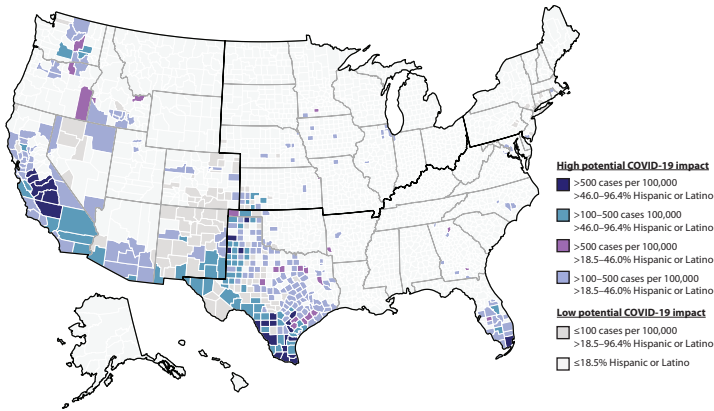 High potential COVID-19 impact
>500 cases per 100,000
>46.0–96.4% Hispanic or Latino
>100–500 cases 100,000
>46.0–96.4% Hispanic or Latino
>500 cases per 100,000
>18.5–46.0% Hispanic or Latino
>100–500 cases per 100,000
>18.5–46.0% Hispanic or Latino
Low potential COVID-19 impact
≤100 cases per 100,000
>18.5–96.4% Hispanic or Latino
≤18.5% Hispanic or Latino